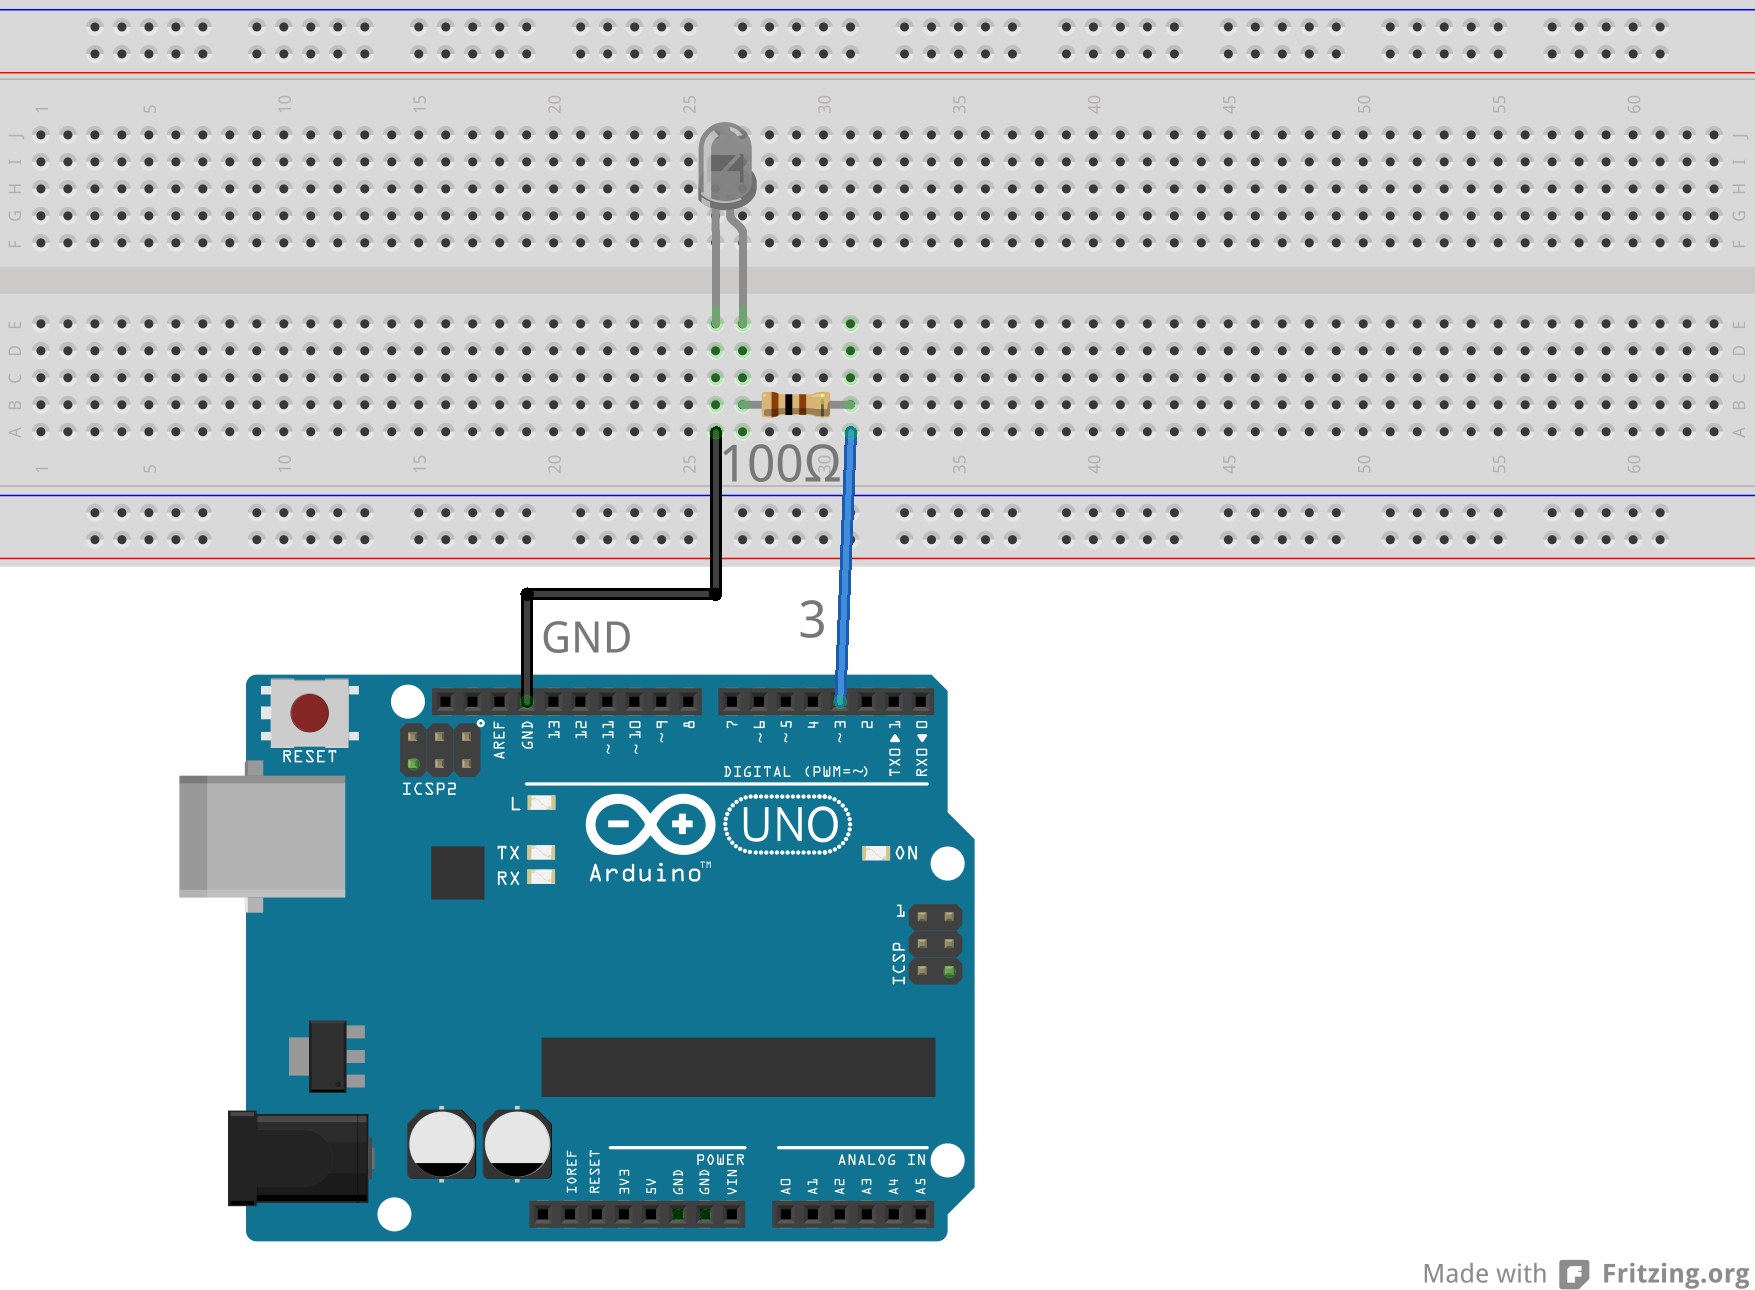 1 5 10 15 20 25 30 35 40 45 50 55 60
J J
I I
H H
G G
F F
E E
D D
C C
B B
A A
1 5 10 15 20 25 30 35 40 45 50 55 60
100Ω
3
GND
RESET
ICSP2
AREF GND 13 12 ~11 ~10 ~9 8 7 ~6 ~5 4 ~3 2 TX0▶1 RX0◀0
DIGITAL (PWM=~)
L
TX
RX
UNO
Arduino™
ON
1
ICSP
POWER
ANALOG IN
IOREF RESET 3V3 5V GND GND VIN A0 A1 A2 A3 A4 A5
Made with Fritzing.org